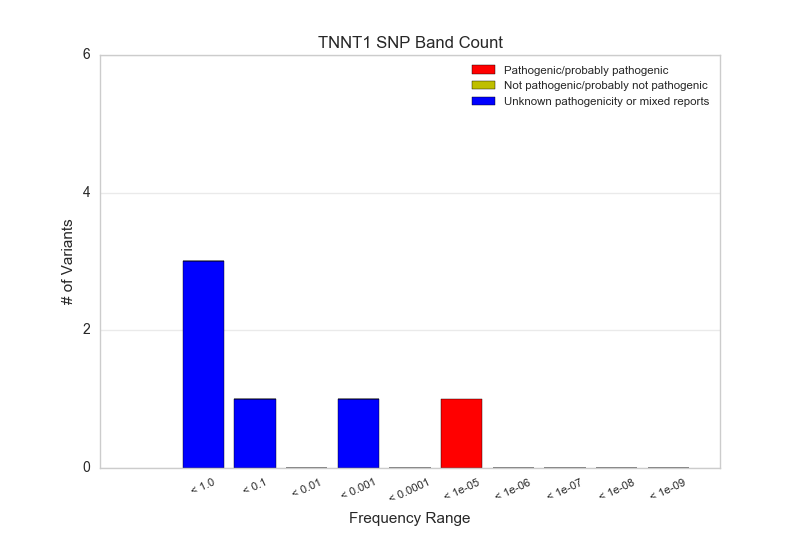 TNNT1 SNP Band Count
6
4
2
0
# of Variants
Pathogenic/probably pathogenic
Not pathogenic/probably not pathogenic
Unknown pathogenicity or mixed reports
< 1.0
< 0.1
< 0.01
< 0.001
< 0.0001
< 1e-05
< 1e-06
< 1e-07
< 1e-08
< 1e-09
Frequency Range